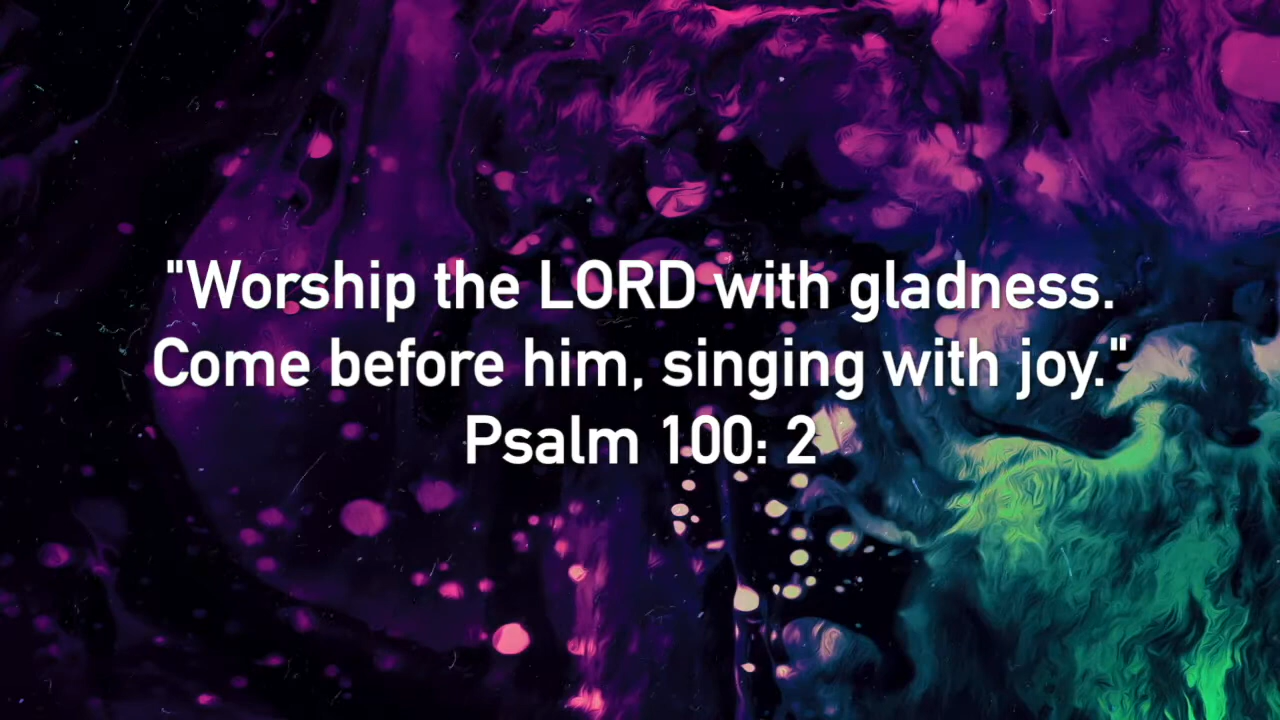 "Worship the LORD with gladness.
Come before him, singing with joy."
Psalm 100: 2